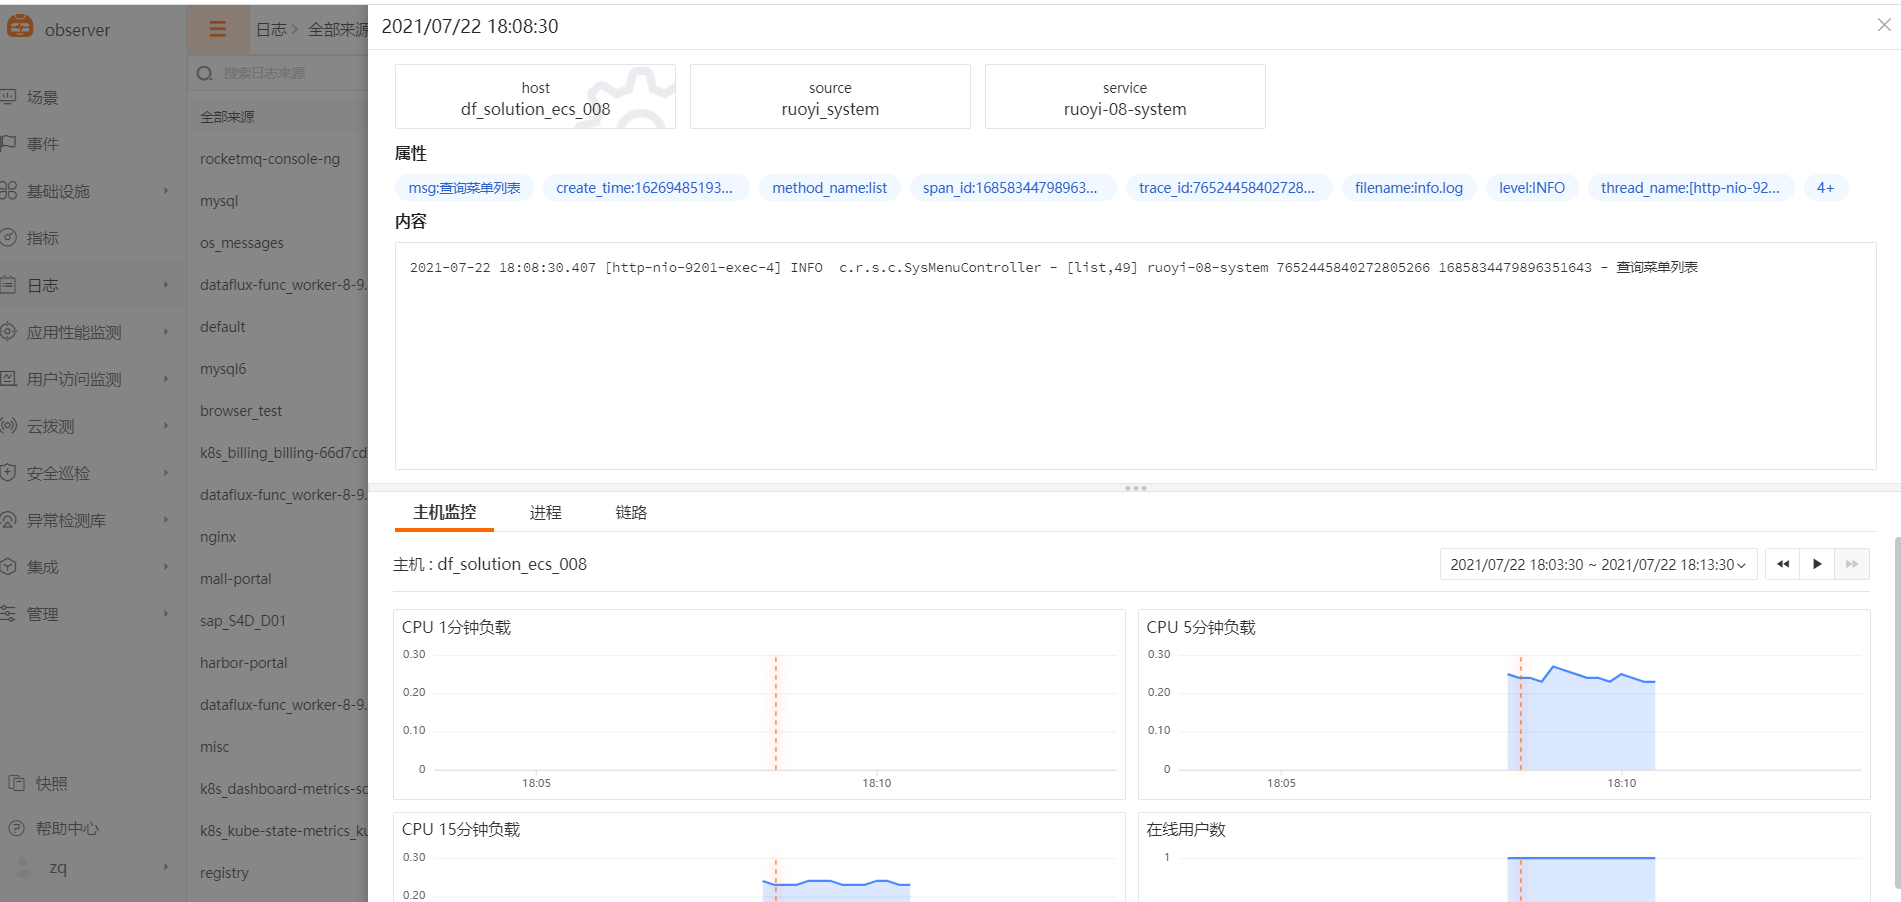 observer
场景
事件
基础设施
指标
日志
应用性能监测
用户访问监测
云拨测
安全巡检
异常检测库
集成
管理
快照
帮助中心
zq
日志 > 全部来源
搜索日志来源
全部来源
rocketmq-console-ng
mysql
os_messages
dataflux-func_worker-8-9.
default
mysql6
browser_test
k8s_billing_billing-66d7cd
dataflux-func_worker-8-9.
nginx
mall-portal
sap_S4D_D01
harbor-portal
dataflux-func_worker-8-9.
misc
k8s_dashboard-metrics-sc
k8s_kube-state-metrics_ku
registry
2021/07/22 18:08:30
host
df_solution_ecs_008
source
ruoyi_system
service
ruoyi-08-system
属性
msg:查询菜单列表 create_time:16269485193... method_name:list span_id:16858344798963... trace_id:76524458402728... filename:info.log level:INFO thread_name:[http-nio-92... 4+
内容
2021-07-22 18:08:30.407 [http-nio-9201-exec-4] INFO  c.r.s.c.SysMenuController - [list,49] ruoyi-08-system 7652445840272805266 1685834479896351643 - 查询菜单列表
主机监控 进程 链路
主机 : df_solution_ecs_008
2021/07/22 18:03:30 ~ 2021/07/22 18:13:30
CPU 1分钟负载
0.30
0.20
0.10
0
18:05 18:10
CPU 5分钟负载
0.30
0.20
0.10
0
18:05 18:10
CPU 15分钟负载
0.30
0.20
在线用户数
1